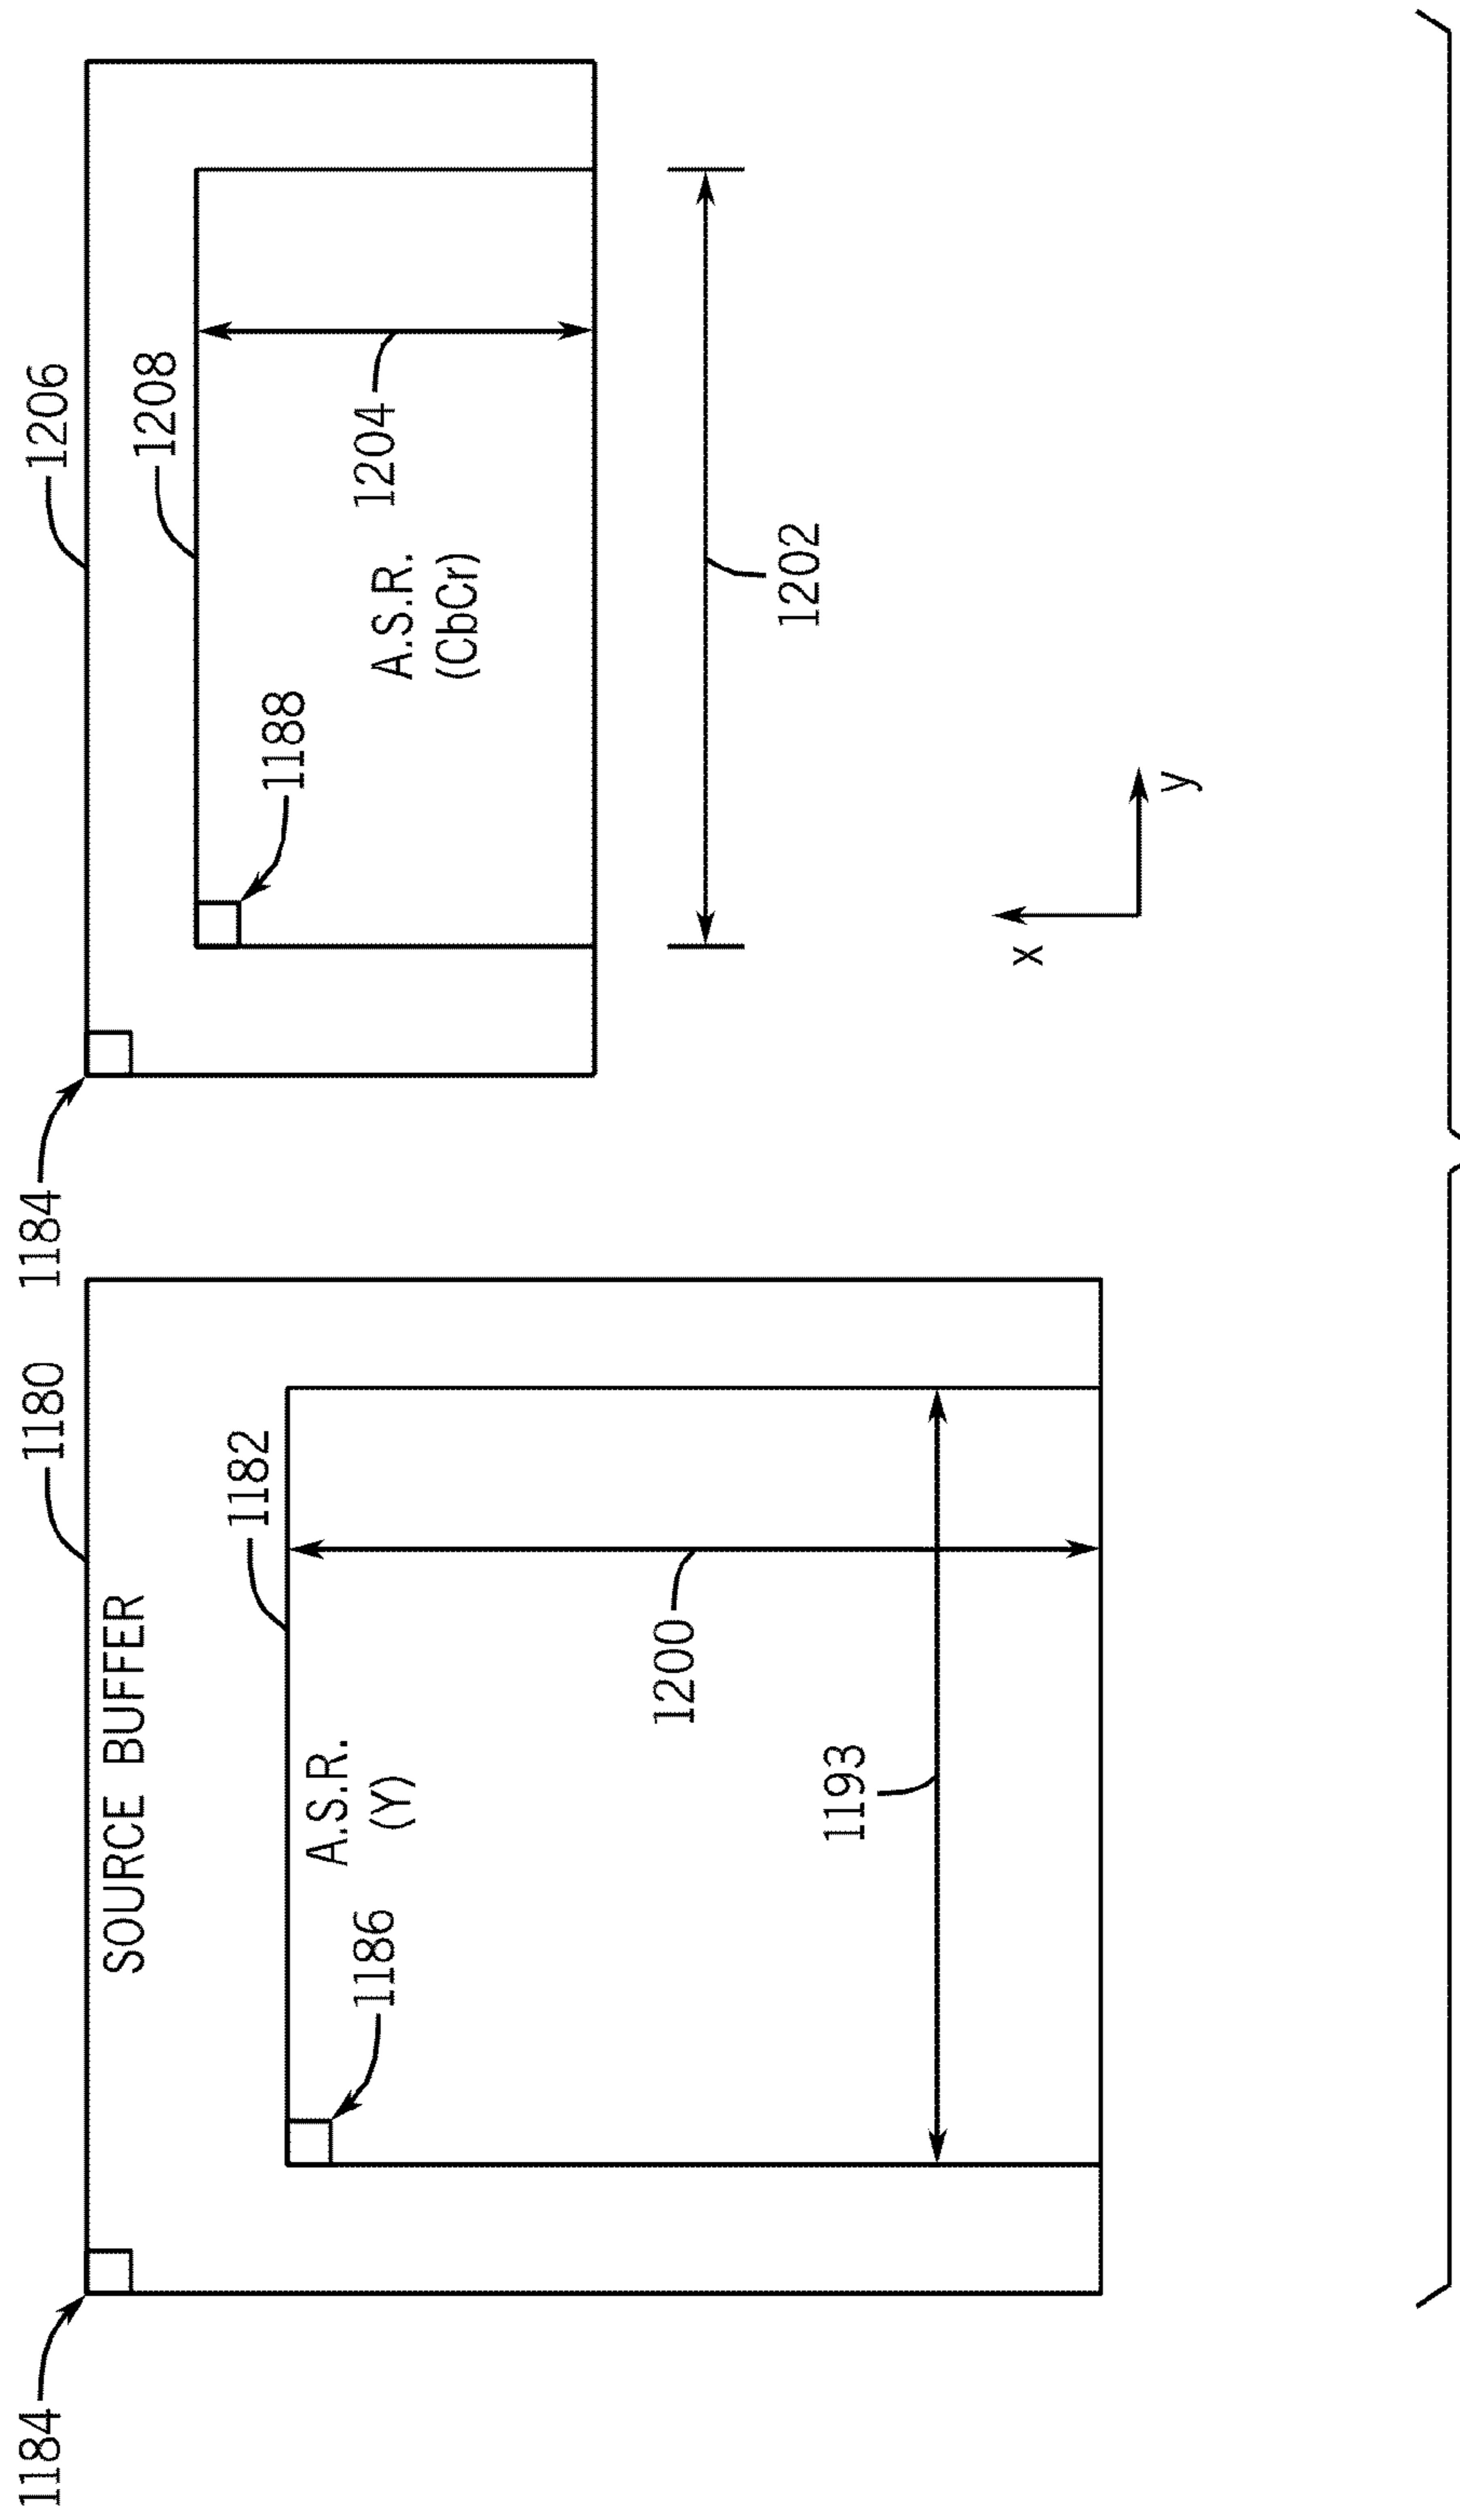 1184
1180
SOURCE BUFFER
1182
A.S.R.
(Y)
1186
1200
1193
1184
1206
1208
1188
1204
A.S.R.
(CbCr)
1202
x
y